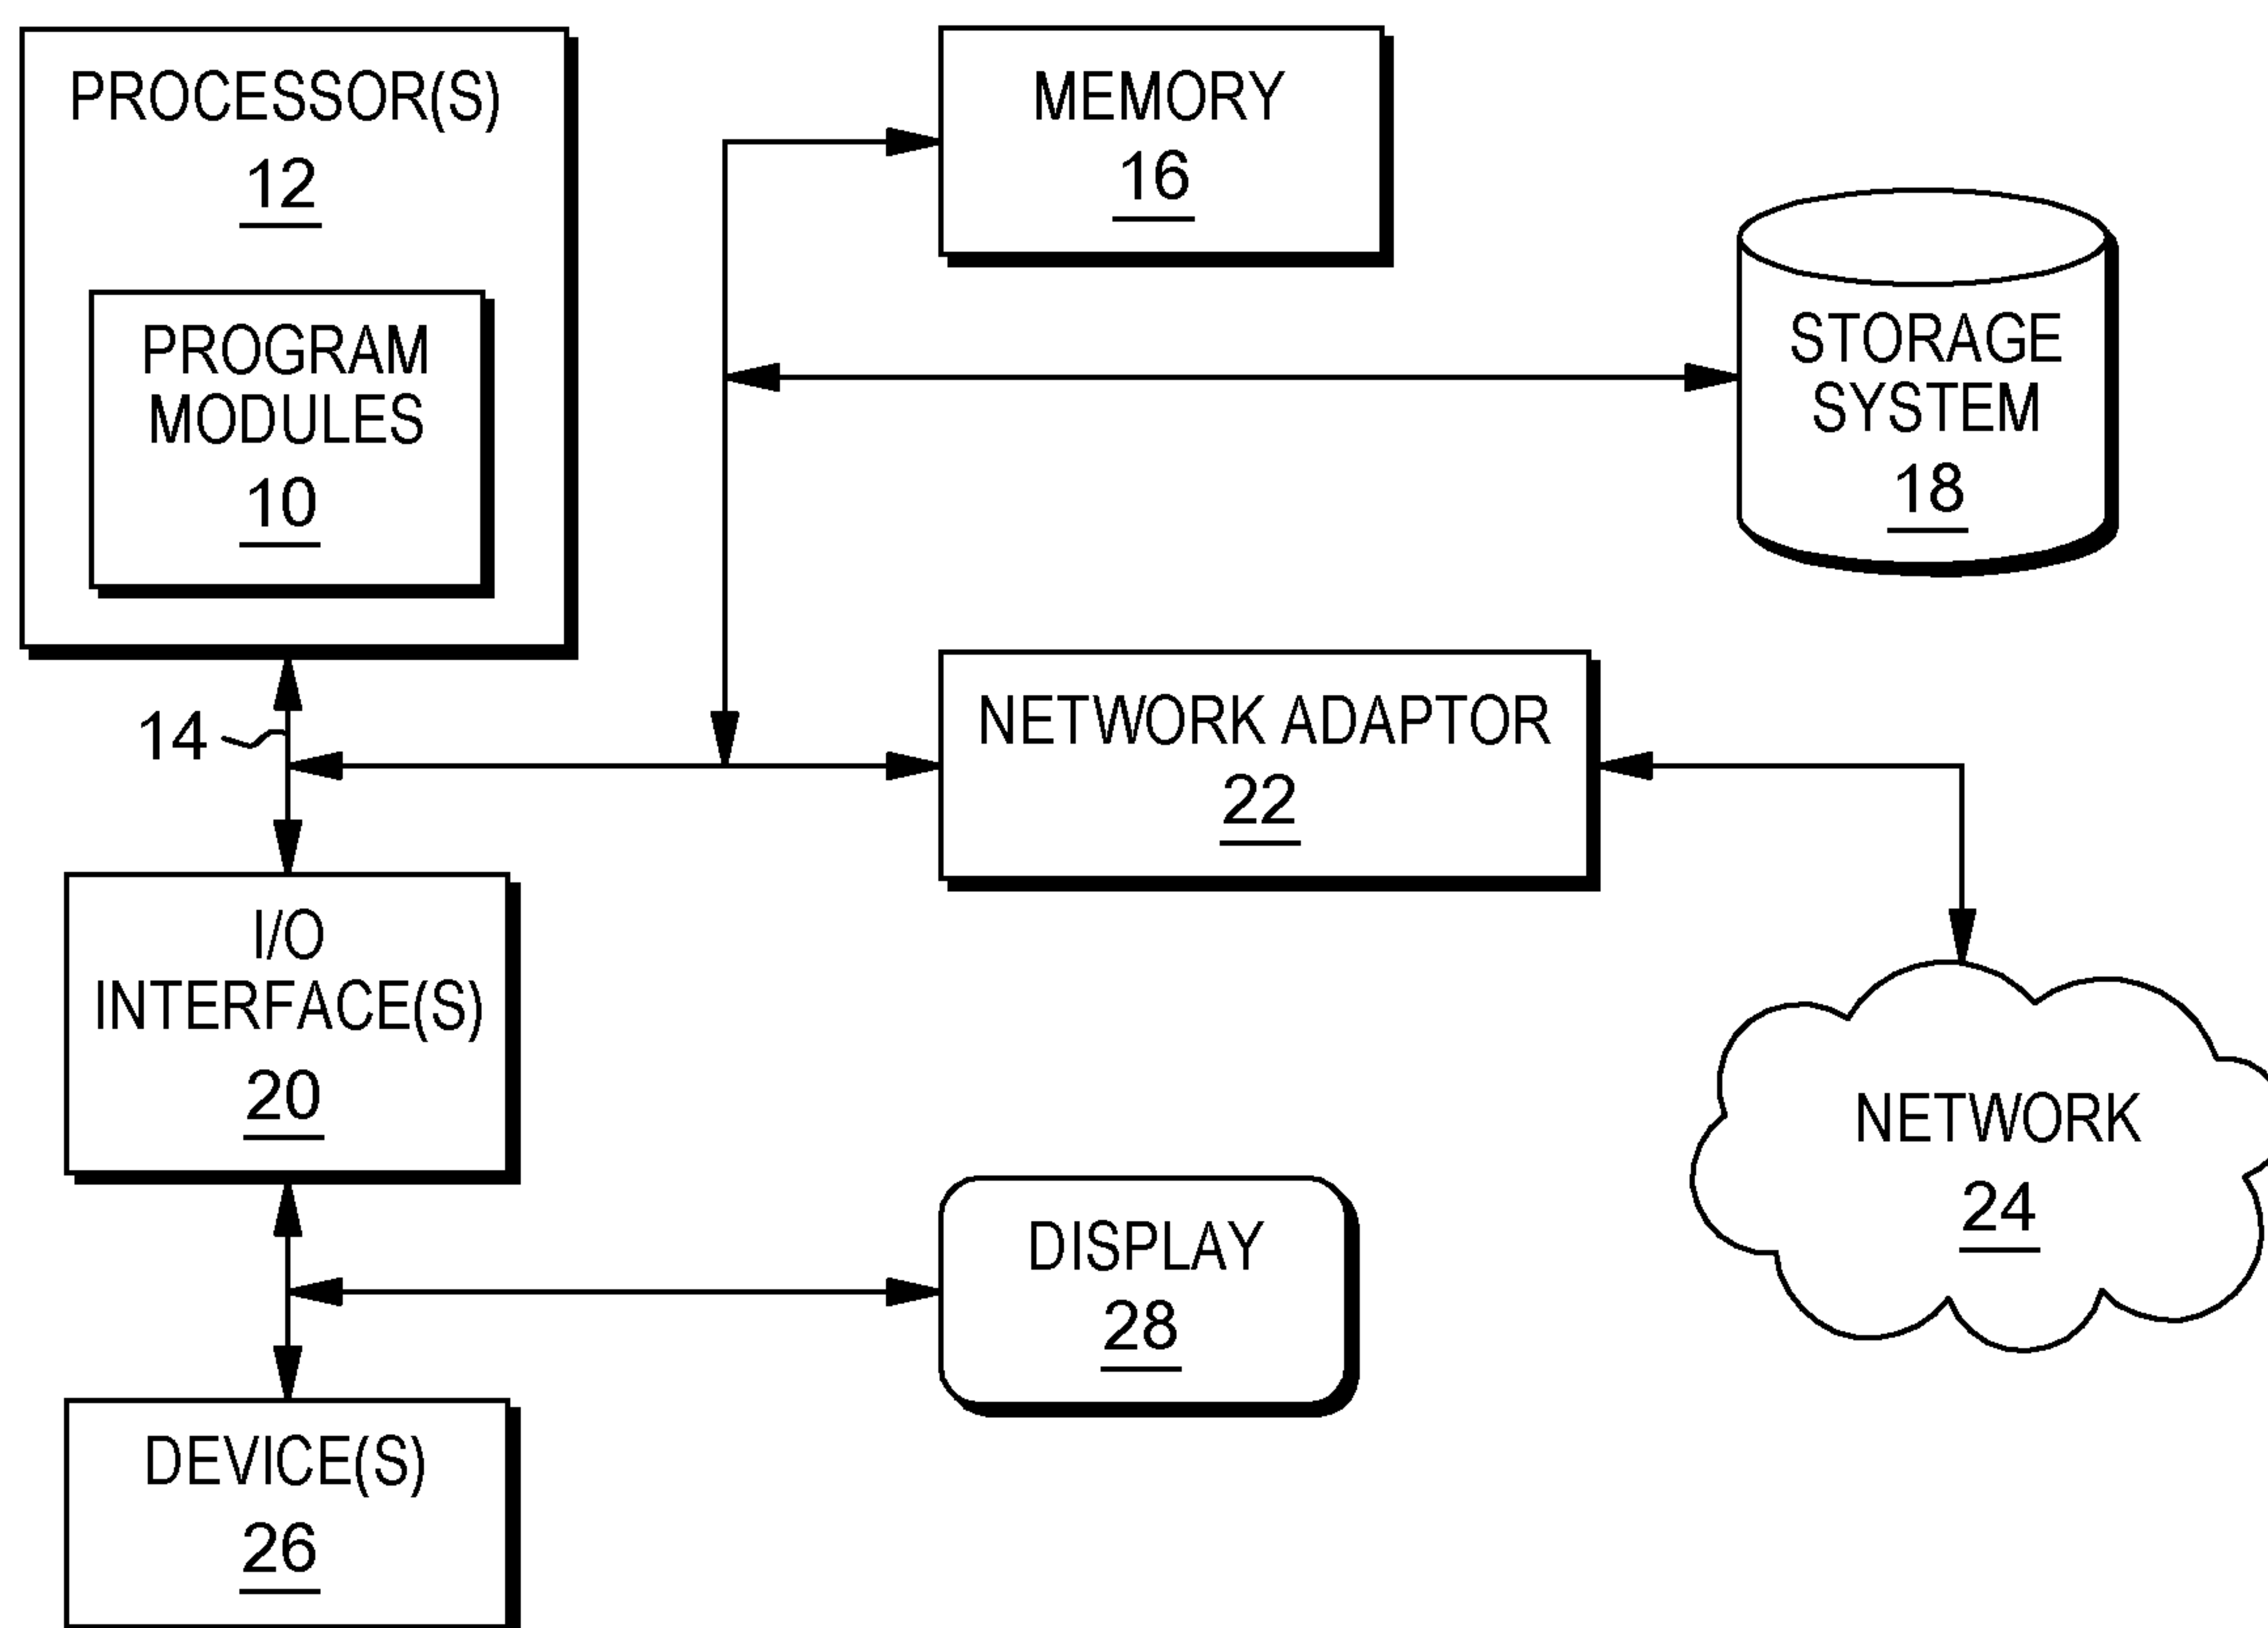 PROCESSOR(S)
12
PROGRAM
MODULES
10
MEMORY
16
STORAGE
SYSTEM
18
14
NETWORK ADAPTOR
22
I/O
INTERFACE(S)
20
NETWORK
24
DISPLAY
28
DEVICE(S)
26